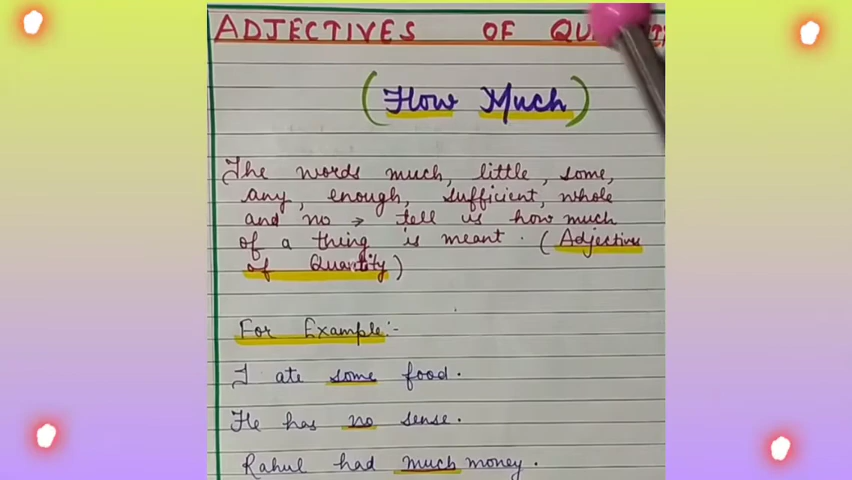 ADJECTIVES OF
(How Much)
The words much, little, some,
any, enough, sufficient, whole
and no → tell us how much
of a thing is meant. (Adjectives
of Quantity)
For Example:-
I ate some food.
He has no sense.
Rahul had much money.